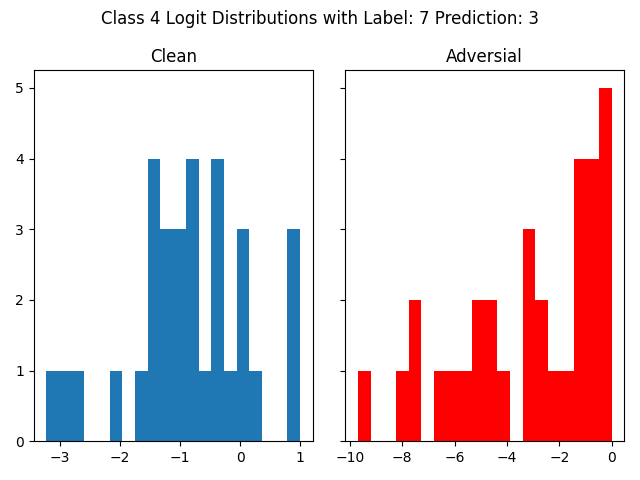 Class 4 Logit Distributions with Label: 7 Prediction: 3
Clean
Adversial
5
4
3
2
1
0
−3 −2 −1 0 1
−10 −8 −6 −4 −2 0